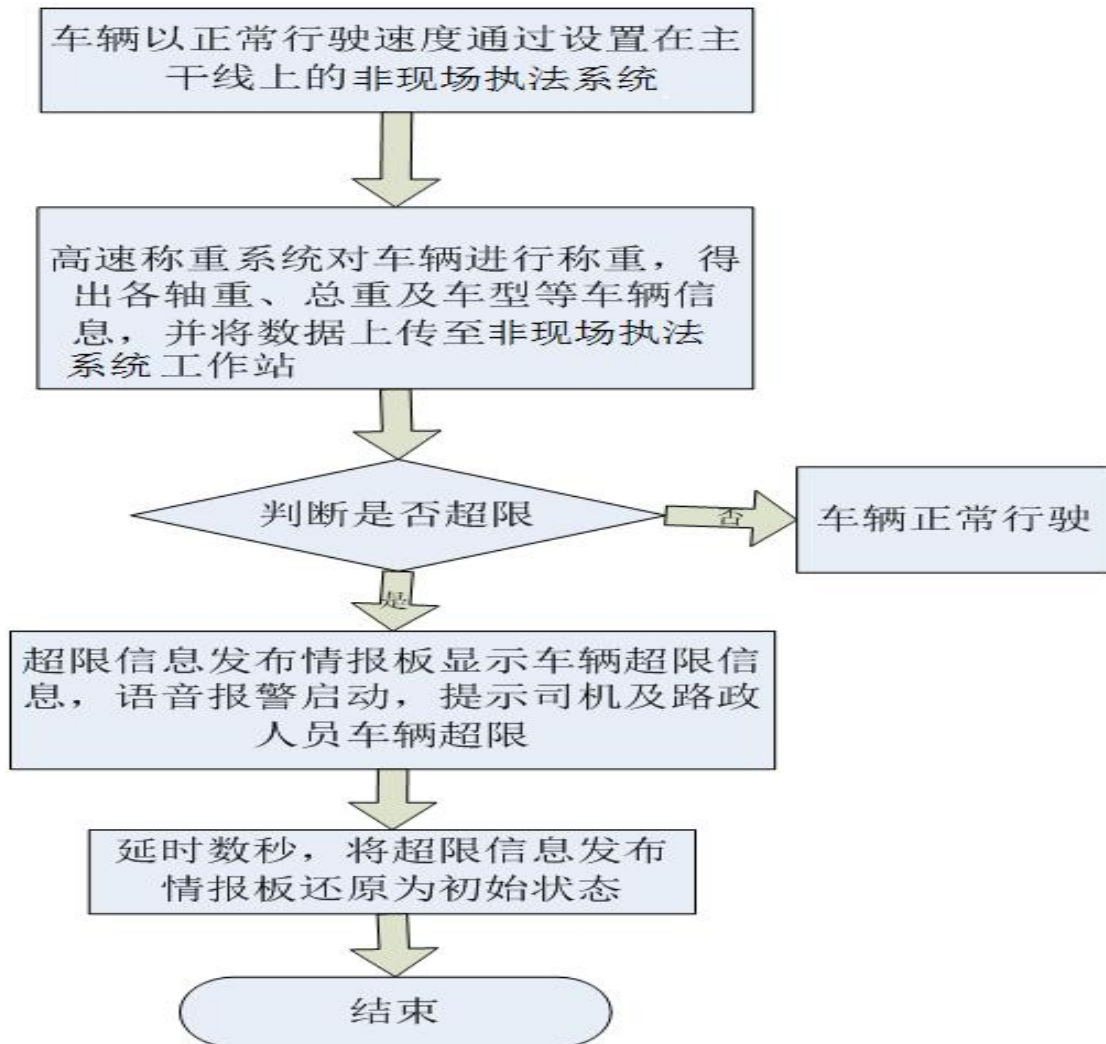 车辆以正常行驶速度通过设置在主
干线上的非现场执法系统
高速称重系统对车辆进行称重，得
出各轴重、总重及车型等车辆信
息，并将数据上传至非现场执法
系统工作站
判断是否超限
否
车辆正常行驶
是
超限信息发布情报板显示车辆超限信
息，语音报警启动，提示司机及路政
人员车辆超限
延时数秒，将超限信息发布
情报板还原为初始状态
结束